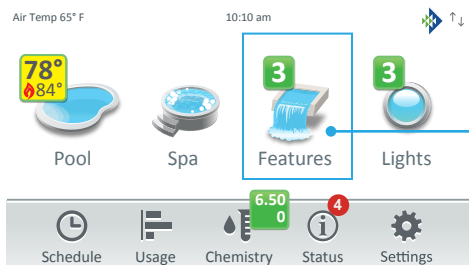 Air Temp 65° F
10:10 am
78°
84°
3
3
Pool
Spa
Features
Lights
6.50
0
4
Schedule
Usage
Chemistry
Status
Settings